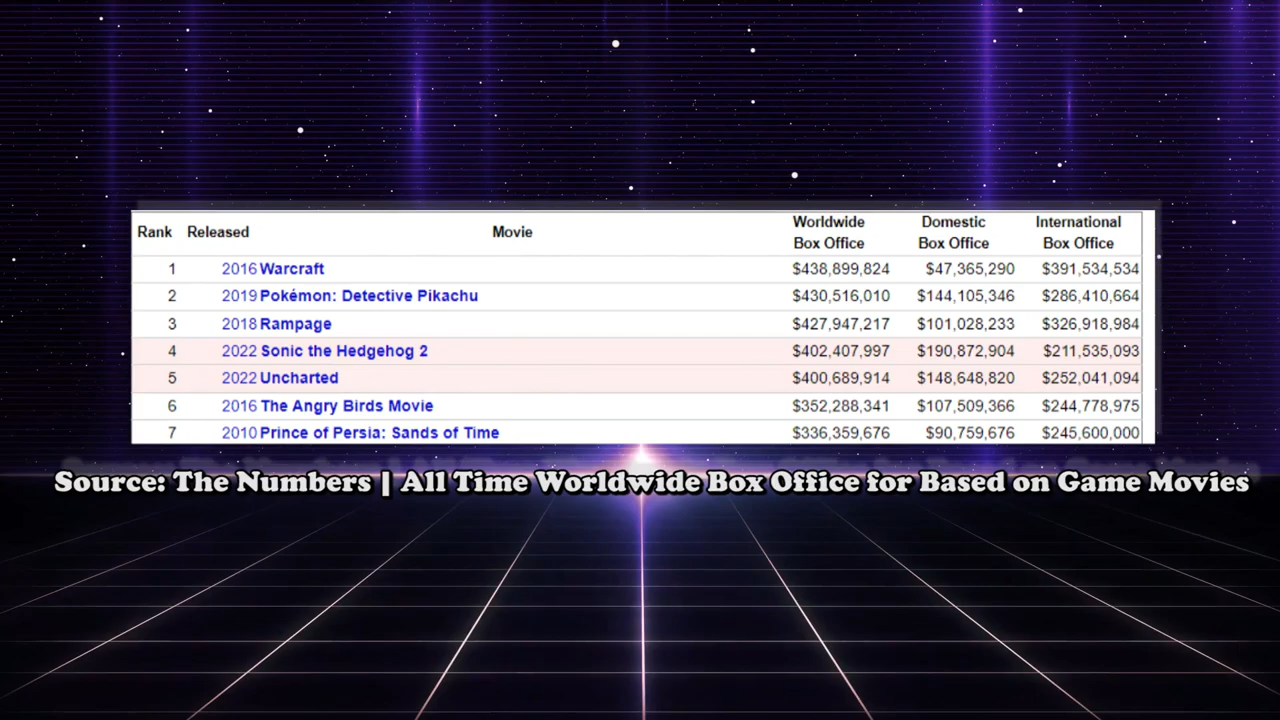 Rank Released Movie Worldwide Box Office Domestic Box Office International Box Office
1 2016 Warcraft $438,899,824 $47,365,290 $391,534,534
2 2019 Pokémon: Detective Pikachu $430,516,010 $144,105,346 $286,410,664
3 2018 Rampage $427,947,217 $101,028,233 $326,918,984
4 2022 Sonic the Hedgehog 2 $402,407,997 $190,872,904 $211,535,093
5 2022 Uncharted $400,689,914 $148,648,820 $252,041,094
6 2016 The Angry Birds Movie $352,288,341 $107,509,366 $244,778,975
7 2010 Prince of Persia: Sands of Time $336,359,676 $90,759,676 $245,600,000
Source: The Numbers | All Time Worldwide Box Office for Based on Game Movies